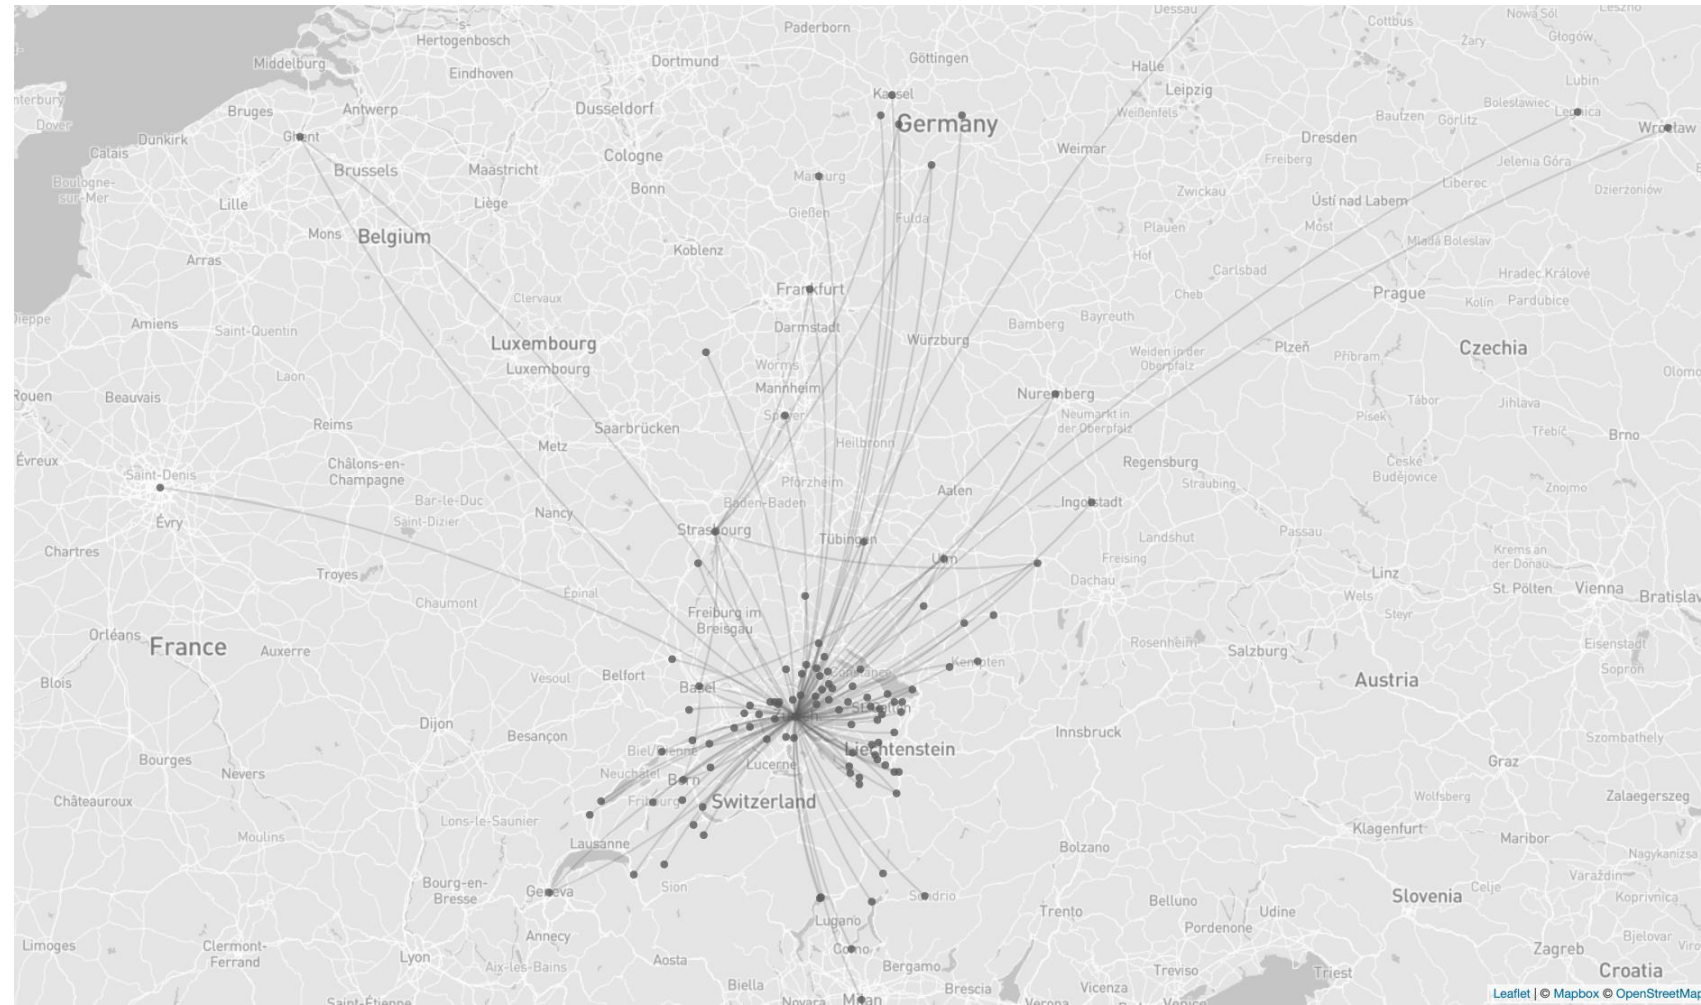 Dessau
Cottbus
Nowa Sól
Leszno
Paderborn
Głogów
Żary
's-
Hertogenbosch
Göttingen
Middelburg
Dortmund
Halle
Eindhoven
Leipzig
Lubin
Kassel
nterbury
Bruges
Antwerp
Dusseldorf
Weißenfels
Bolesławiec
Legnica
Dover
Germany
Bautzen
Görlitz
Wrocław
Ghent
Dunkirk
Dresden
Calais
Cologne
Weimar
Freiberg
Jelenia Góra
Brussels
Maastricht
Marburg
Boulogne-
sur-Mer
Bonn
Zwickau
Liberec
Dzierżoniów
Lille
Liège
Gießen
Fulda
Ústí nad Labem
Mons
Belgium
Plauen
Most
Mladá Boleslav
Koblenz
Hof
Arras
Carlsbad
Hradec Králové
Frankfurt
Cheb
Prague
Kolín
Pardubice
Clervaux
Dieppe
Amiens
Saint-Quentin
Darmstadt
Bamberg
Bayreuth
Luxembourg
Luxembourg
Würzburg
Weiden in der
Oberpfalz
Plzeň
Příbram
Czechia
Worms
Olomo
Laon
Mannheim
Rouen
Beauvais
Nuremberg
Tábor
Jihlava
Speyer
Neumarkt in
der Oberpfalz
Písek
Reims
Saarbrücken
Třebíč
Brno
Metz
Heilbronn
Évreux
Châlons-en-
Champagne
Regensburg
České
Budějovice
Saint-Denis
Pforzheim
Straubing
Znojmo
Bar-le-Duc
Baden-Baden
Aalen
Ingolstadt
Nancy
Évry
Saint-Dizier
Strasbourg
Passau
Tübingen
Landshut
Chartres
Krems an
der Donau
Ulm
Freising
Troyes
Dachau
Linz
St. Pölten
Vienna
Épinal
Wels
Bratislav
Chaumont
Freiburg im
Breisgau
Steyr
Orléans
France
Auxerre
Rosenheim
Salzburg
Eisenstadt
Kempten
Constance
Sopron
Blois
Vesoul
Belfort
Basel
Austria
St. Gallen
Dijon
Innsbruck
Besançon
Szombathely
Biel/Bienne
Liechtenstein
Bourges
Nevers
Neuchâtel
Lucerne
Graz
Bern
Châteauroux
Fribourg
Switzerland
Wolfsberg
Zalaegerszeg
Lons-le-Saunier
Moulins
Klagenfurt
Maribor
Lausanne
Bolzano
Nagykanizsa
Bourg-en-
Bresse
Geneva
Sion
Sondrio
Varaždin
Slovenia
Celje
Koprivnica
Belluno
Trento
Udine
Lugano
Pordenone
Annecy
Bjelovar
Limoges
Clermont-
Ferrand
Como
Zagreb
Lyon
Aosta
Aix-les-Bains
Bergamo
Treviso
Triest
Croatia
Biella
Brescia
Vicenza
Saint-Étienne
Novara
Milan
Verona
Venice
Leaflet | © Mapbox © OpenStreetMap